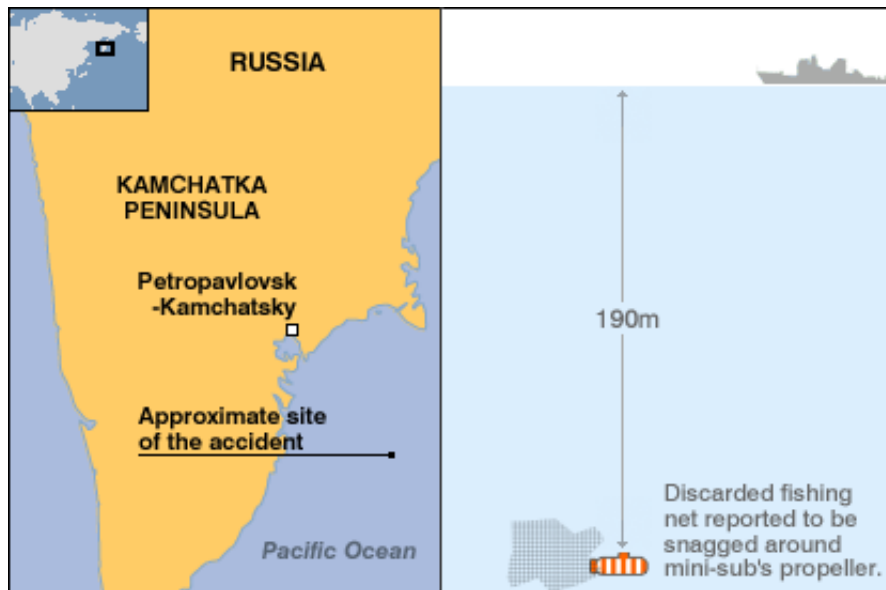 RUSSIA
KAMCHATKA
PENINSULA
Petropavlovsk
-Kamchatsky
Approximate site
of the accident
Pacific Ocean
190m
Discarded fishing
net reported to be
snagged around
mini-sub's propeller.